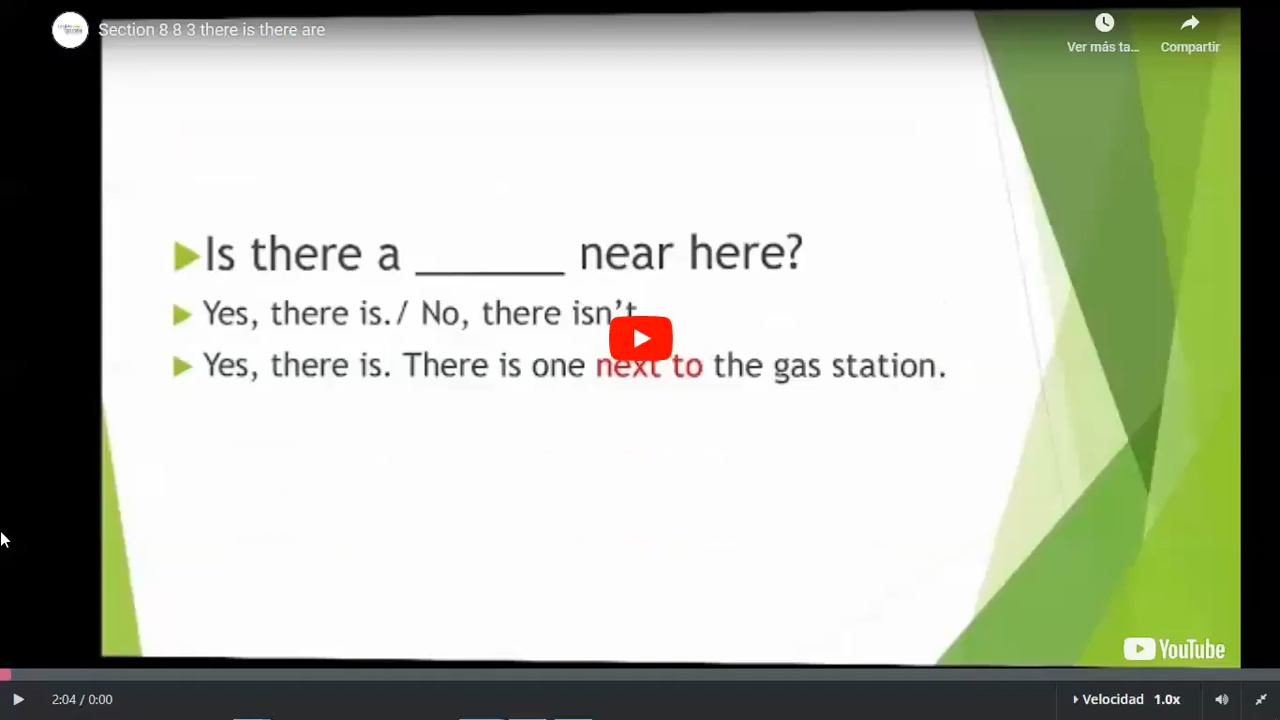 Section 8 8 3 there is there are
Ver más ta...
Compartir
Is there a ______ near here?
Yes, there is./ No, there isn't
Yes, there is. There is one next to the gas station.
YouTube
2:04 / 0:00
Velocidad 1.0x